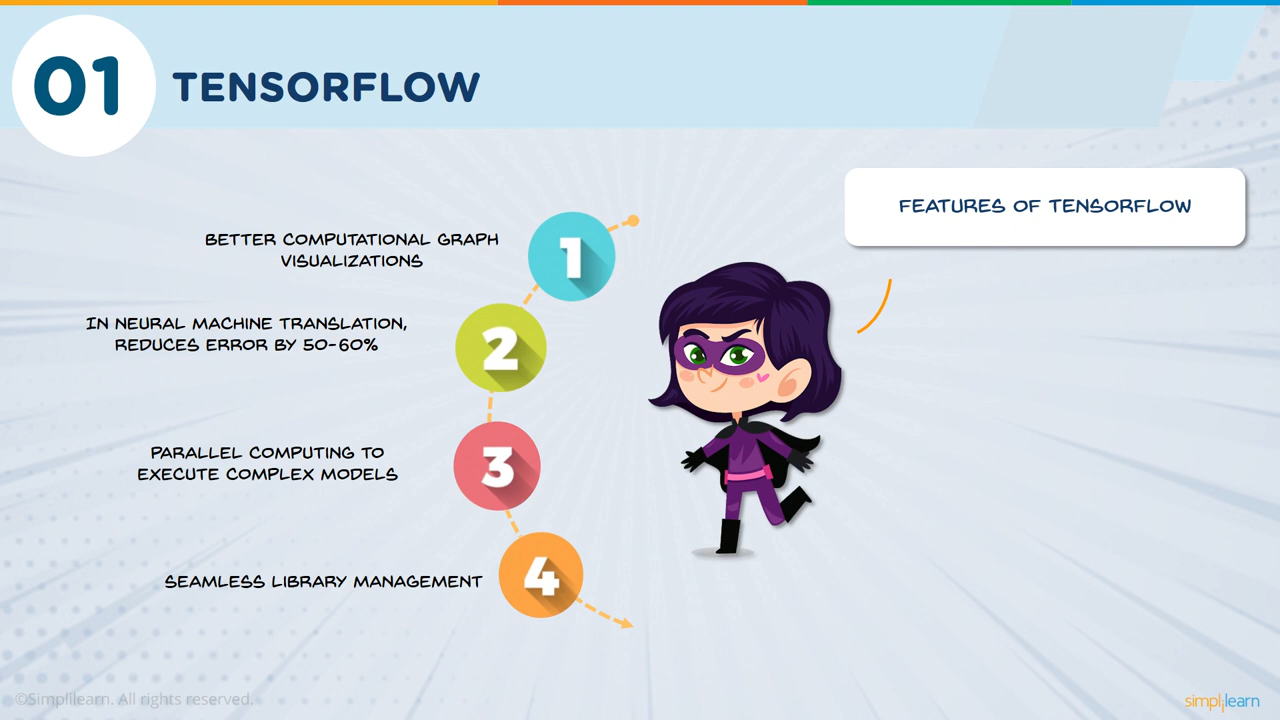 01
TENSORFLOW
FEATURES OF TENSORFLOW
BETTER COMPUTATIONAL GRAPH
VISUALIZATIONS
1
IN NEURAL MACHINE TRANSLATION,
REDUCES ERROR BY 50-60%
2
PARALLEL COMPUTING TO
EXECUTE COMPLEX MODELS
3
SEAMLESS LIBRARY MANAGEMENT
4
©Simplilearn. All rights reserved.
simplilearn